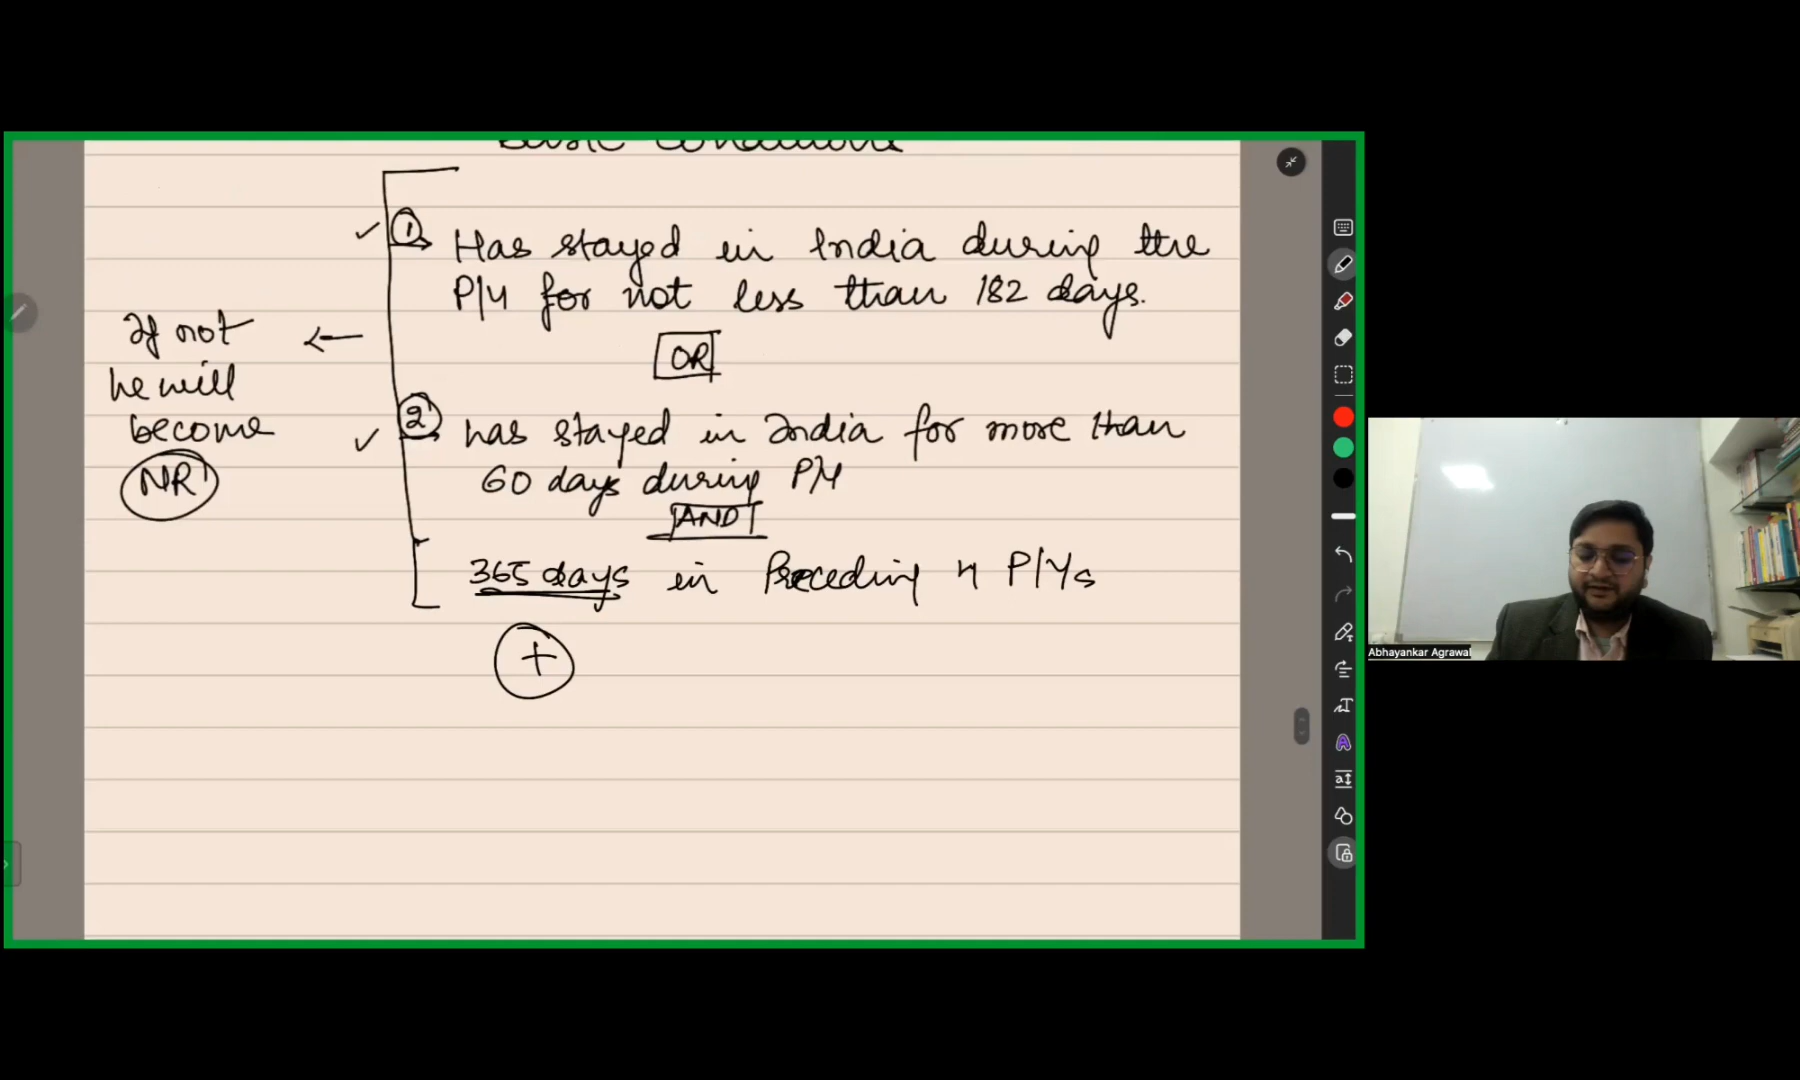 Basic Conditions
① Has stayed in India during the
P/Y for not less than 182 days.
OR
② has stayed in India for more than
60 days during P/Y
AND
365 days in Preceding 4 P/Ys
+
If not
he will
become
NR
Abhayankar Agrawal